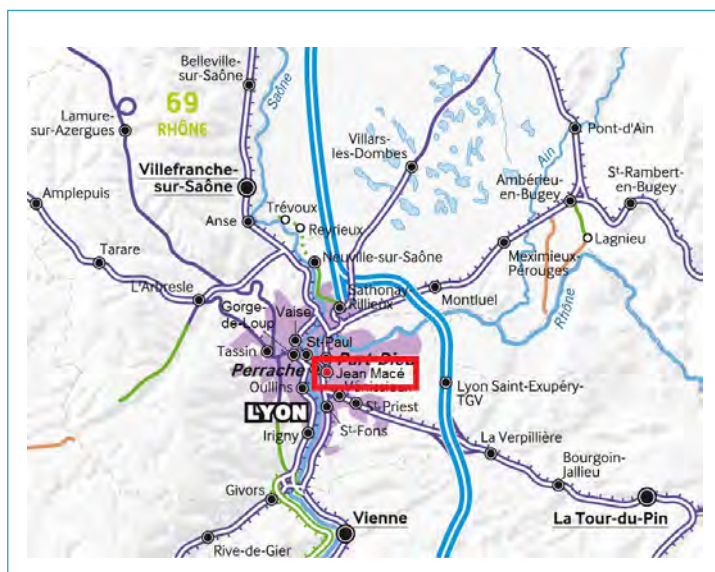 Belleville-
sur-Saône
Saône
69
RHÔNE
Lamure-
sur-Azergues
Villars-
les-Dombes
Ain
Pont-d'Ain
Villefranche-
sur-Saône
St-Rambert-
en-Bugey
Ambérieu-
en-Bugey
Amplepuis
Trévoux
Anse
Reyrieux
Lagnieu
Tarare
Neuville-sur-Saône
Meximieux-
Pérouges
L'Arbresle
Sathonay-
Rillieux
Montluel
Rhône
Gorge-
de-Loup
Vaise
St-Paul
Tassin
Part-Dieu
Perrache
Jean Macé
Oullins
Vénissieux
Lyon Saint-Exupéry-
TGV
LYON
St-Priest
Irigny
St-Fons
La Verpillière
Bourgoin-
Jallieu
Givors
Vienne
La Tour-du-Pin
Rive-de-Gier